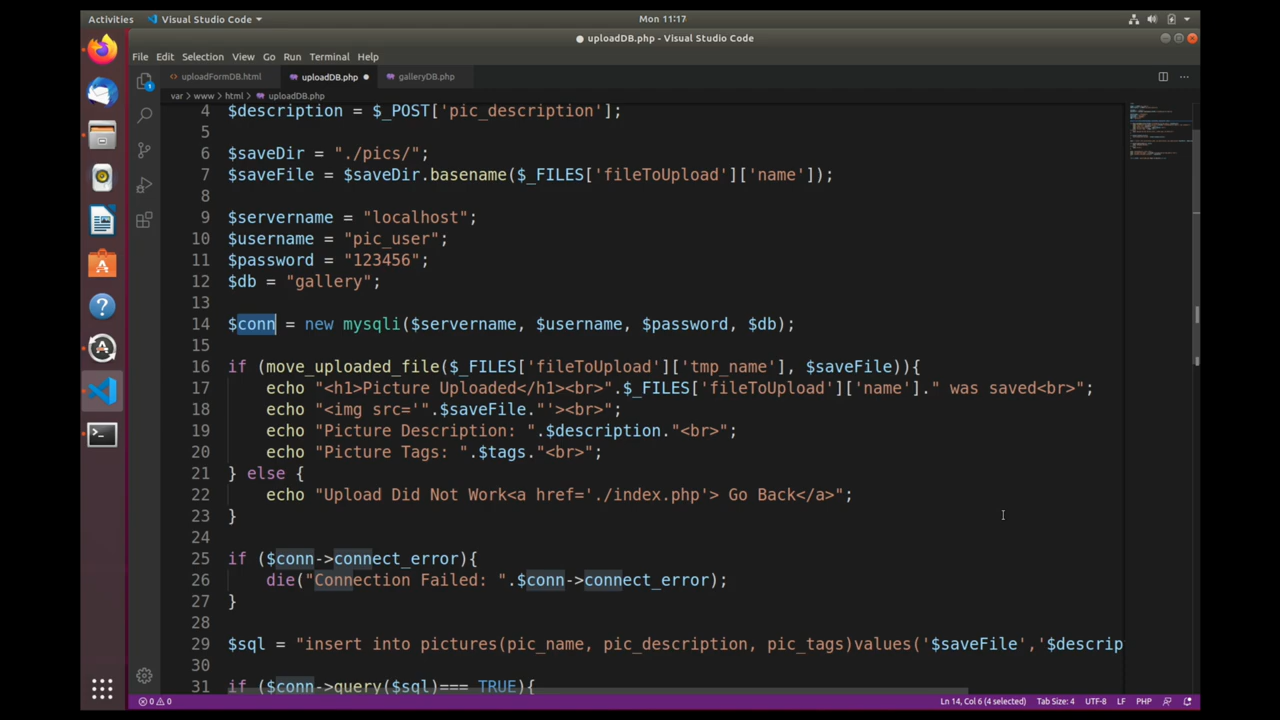 Activities Visual Studio Code Mon 11:17
uploadDB.php - Visual Studio Code
File Edit Selection View Go Run Terminal Help
uploadFormDB.html uploadDB.php galleryDB.php
var > www > html > uploadDB.php
4 $description = $_POST['pic_description'];
5
6 $saveDir = "./pics/";
7 $saveFile = $saveDir.basename($_FILES['fileToUpload']['name']);
8
9 $servername = "localhost";
10 $username = "pic_user";
11 $password = "123456";
12 $db = "gallery";
13
14 $conn = new mysqli($servername, $username, $password, $db);
15
16 if (move_uploaded_file($_FILES['fileToUpload']['tmp_name'], $saveFile)){
17 echo "<h1>Picture Uploaded</h1><br>".$_FILES['fileToUpload']['name']." was saved<br>";
18 echo "<img src='".$saveFile."'><br>";
19 echo "Picture Description: ".$description."<br>";
20 echo "Picture Tags: ".$tags."<br>";
21 } else {
22 echo "Upload Did Not Work<a href='./index.php'> Go Back</a>";
23 }
24
25 if ($conn->connect_error){
26 die("Connection Failed: ".$conn->connect_error);
27 }
28
29 $sql = "insert into pictures(pic_name, pic_description, pic_tags)values('$saveFile','$descrip
30
31 if ($conn->query($sql)=== TRUE){
0 0 Ln 14, Col 6 (4 selected) Tab Size: 4 UTF-8 LF PHP